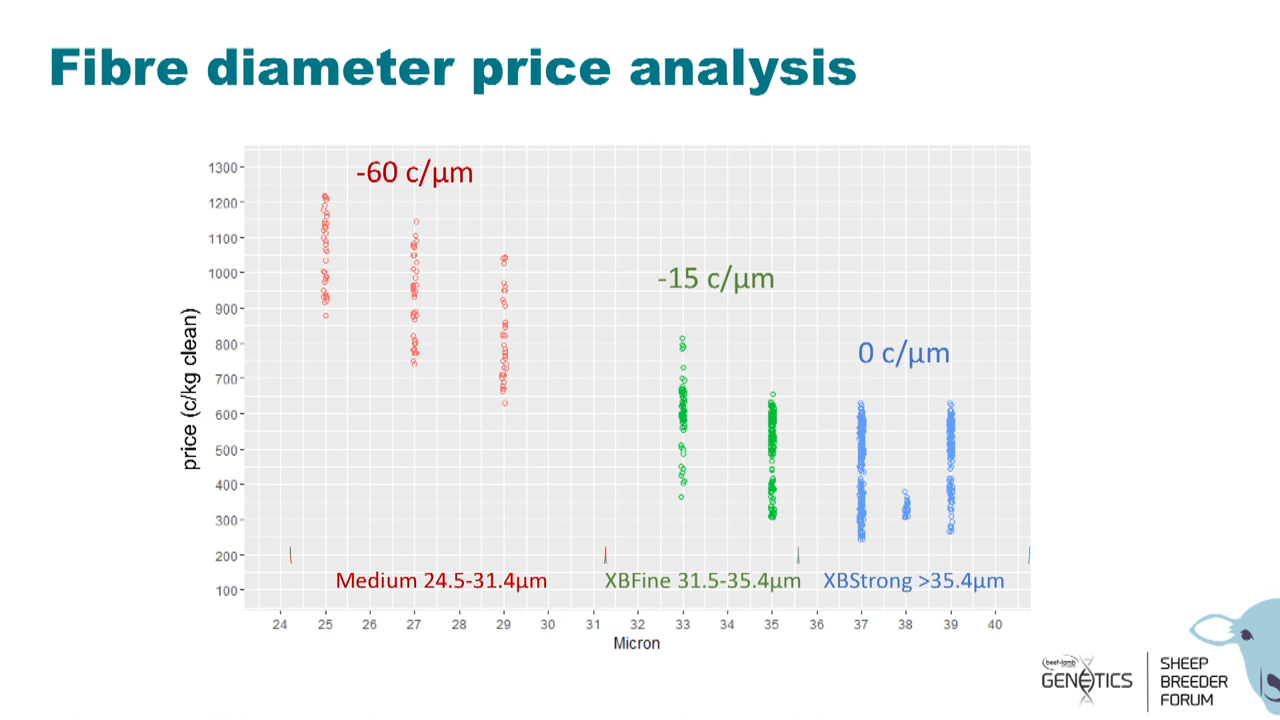 Fibre diameter price analysis
-60 c/µm
-15 c/µm
0 c/µm
price (c/kg clean)
1300
1200
1100
1000
900
800
700
600
500
400
300
200
100
Medium 24.5-31.4µm
XBFine 31.5-35.4µm
XBStrong >35.4µm
24 25 26 27 28 29 30 31 32 33 34 35 36 37 38 39 40
Micron
beef+lamb
GENETICS
SHEEP
BREEDER
FORUM